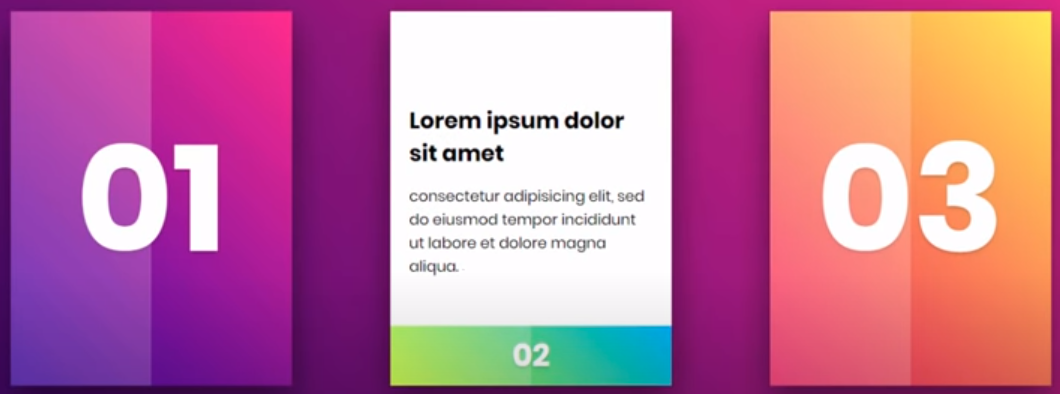 01
Lorem ipsum dolor
sit amet
consectetur adipisicing elit, sed
do eiusmod tempor incididunt
ut labore et dolore magna
aliqua.
02
03